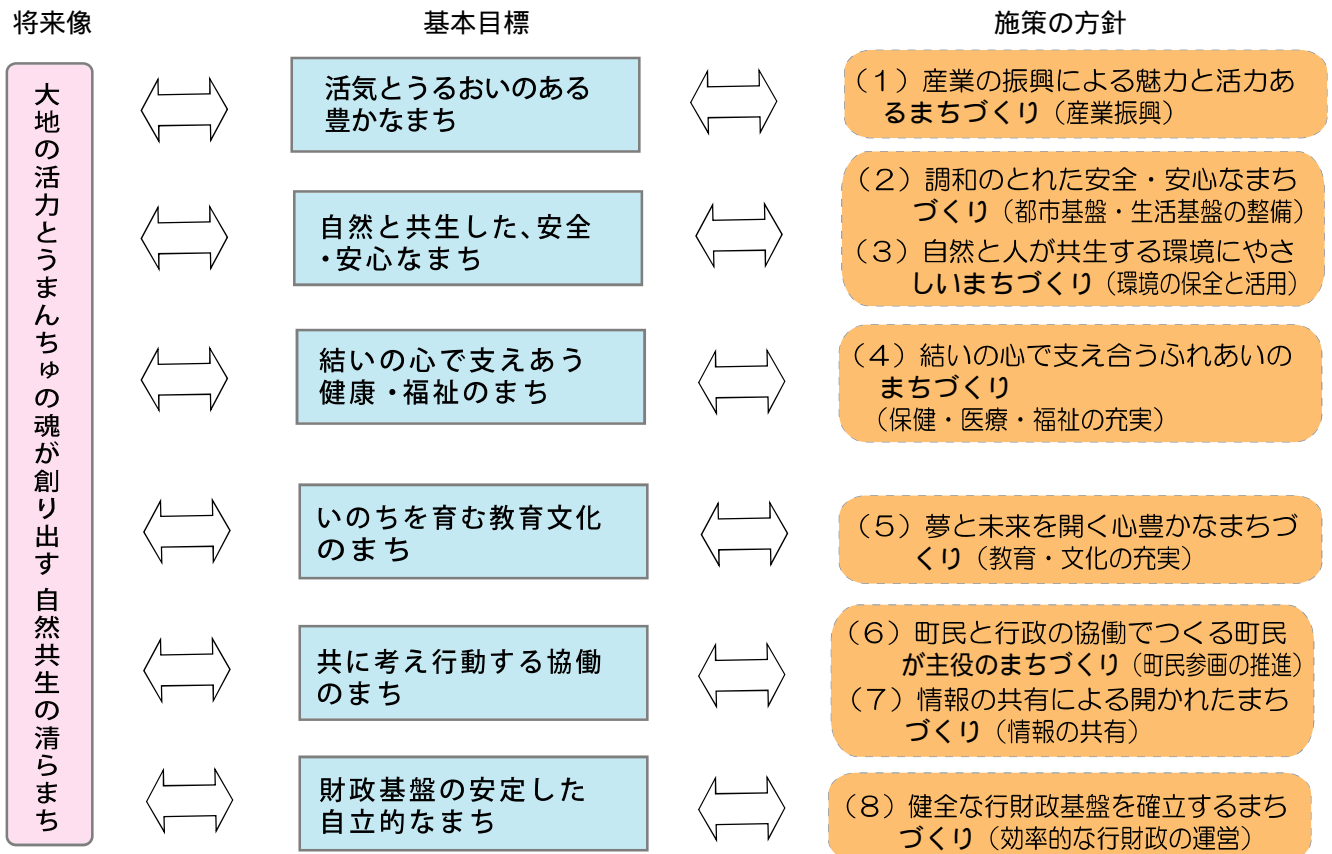 将来像
基本目標
施策の方針
大地の活力とうまんちゅの魂が創り出す 自然共生の清らまち
活気とうるおいのある
豊かなまち
（１）産業の振興による魅力と活力あ
るまちづくり（産業振興）
自然と共生した、安全
・安心なまち
（２）調和のとれた安全・安心なまち
づくり（都市基盤・生活基盤の整備）
（３）自然と人が共生する環境にやさ
しいまちづくり（環境の保全と活用）
結いの心で支えあう
健康・福祉のまち
（４）結いの心で支え合うふれあいの
まちづくり
（保健・医療・福祉の充実）
いのちを育む教育文化
のまち
（５）夢と未来を開く心豊かなまちづ
くり（教育・文化の充実）
共に考え行動する協働
のまち
（６）町民と行政の協働でつくる町民
が主役のまちづくり（町民参画の推進）
（７）情報の共有による開かれたまち
づくり（情報の共有）
財政基盤の安定した
自立的なまち
（８）健全な行財政基盤を確立するまち
づくり（効率的な行財政の運営）